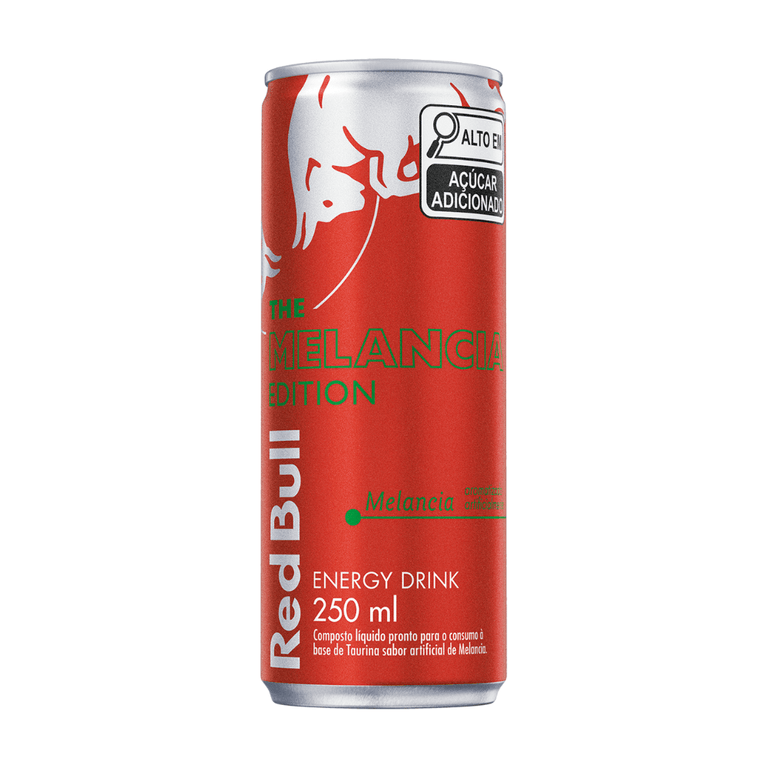 ALTO EM
AÇÚCAR
ADICIONADO
THE
MELANCIA
EDITION
Melancia
Red Bull
ENERGY DRINK
250 ml
Composto líquido pronto para o consumo à
base de Taurina sabor artificial de Melancia.